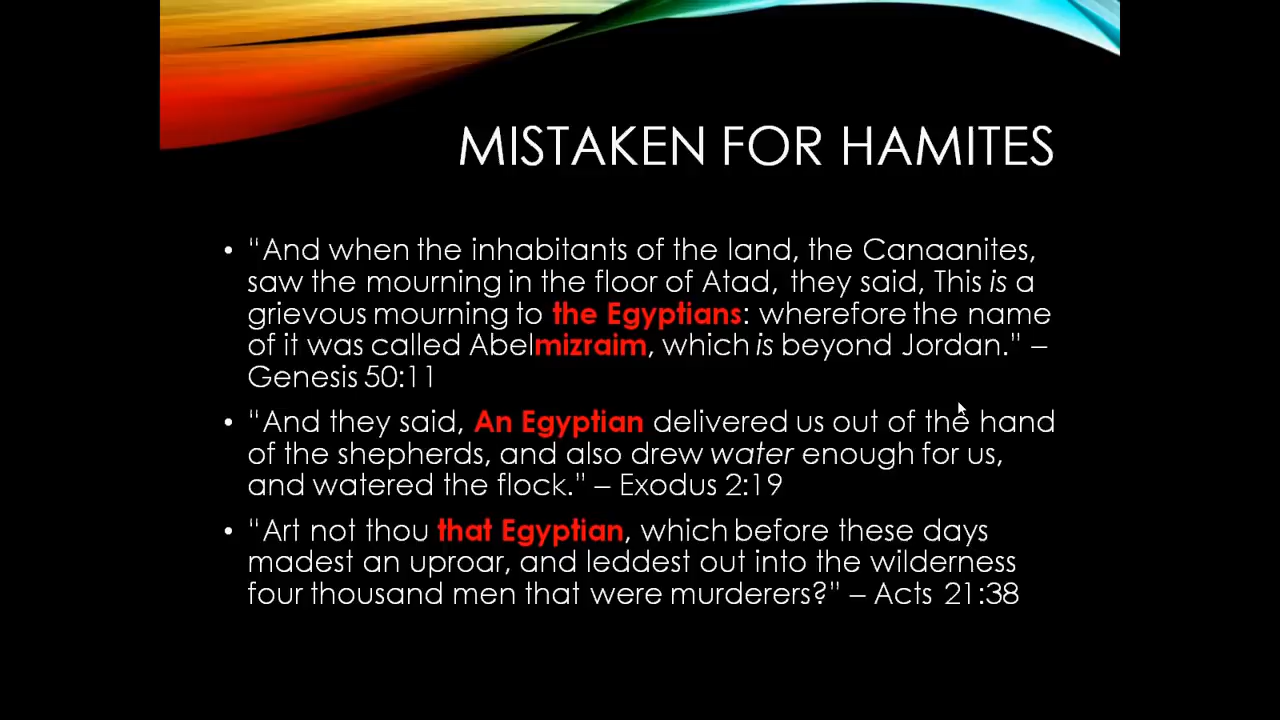 MISTAKEN FOR HAMITES
• "And when the inhabitants of the land, the Canaanites,
saw the mourning in the floor of Atad, they said, This is a
grievous mourning to the Egyptians: wherefore the name
of it was called Abelmizraim, which is beyond Jordan." –
Genesis 50:11
• "And they said, An Egyptian delivered us out of the hand
of the shepherds, and also drew water enough for us,
and watered the flock." – Exodus 2:19
• "Art not thou that Egyptian, which before these days
madest an uproar, and leddest out into the wilderness
four thousand men that were murderers?" – Acts 21:38